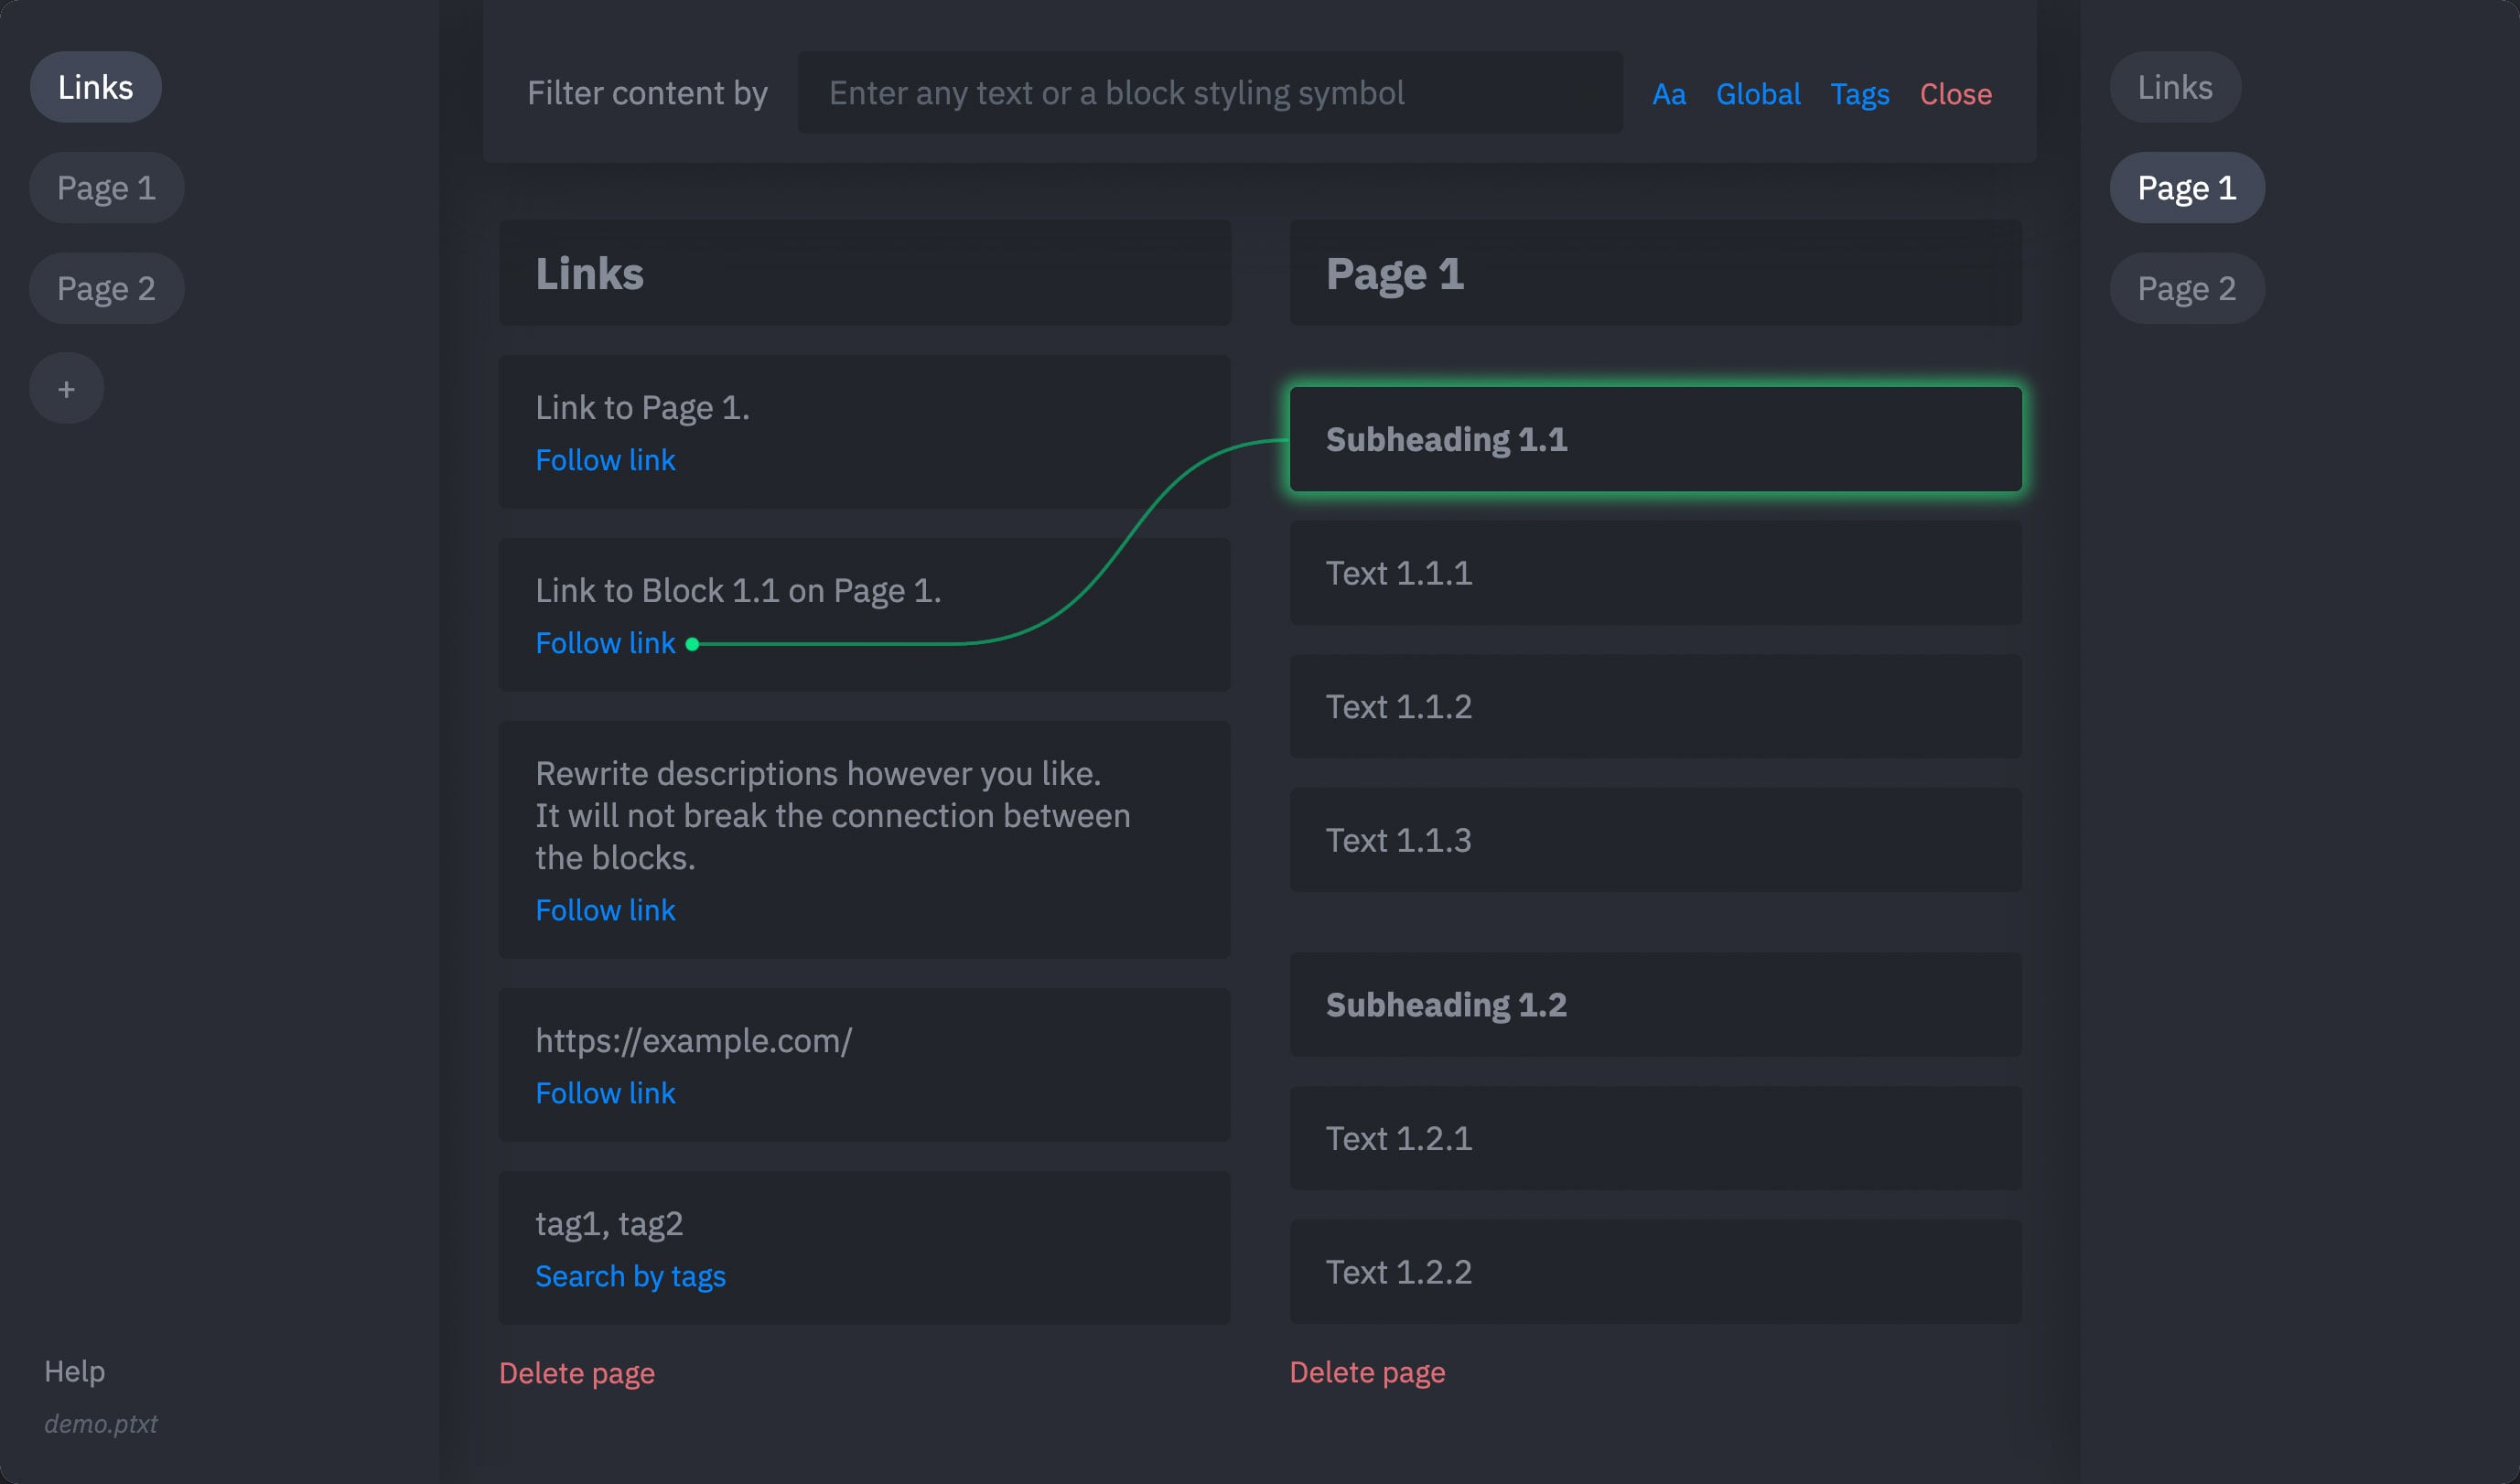 Links
Page 1
Page 2
+
Help
demo.ptxt
Filter content by
Enter any text or a block styling symbol
Aa Global Tags Close
Links
Link to Page 1.
Follow link
Link to Block 1.1 on Page 1.
Follow link
Rewrite descriptions however you like.
It will not break the connection between
the blocks.
Follow link
https://example.com/
Follow link
tag1, tag2
Search by tags
Delete page
Page 1
Subheading 1.1
Text 1.1.1
Text 1.1.2
Text 1.1.3
Subheading 1.2
Text 1.2.1
Text 1.2.2
Delete page
Links
Page 1
Page 2